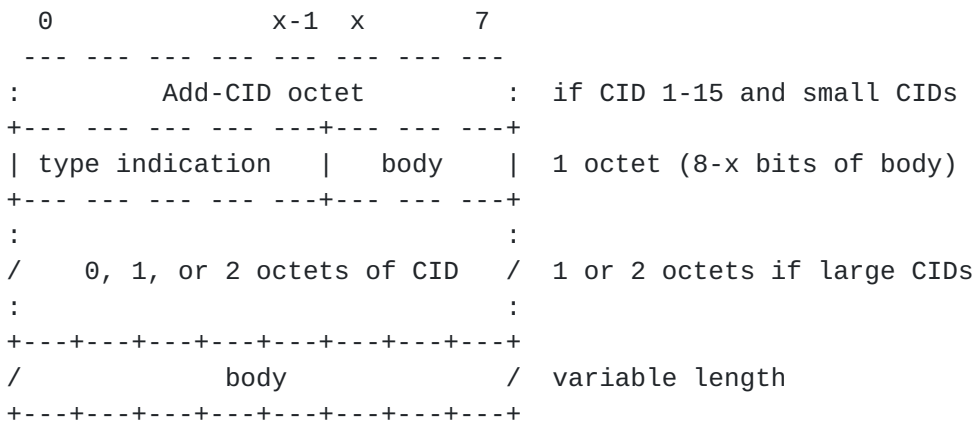 0              x-1  x       7
 --- --- --- --- --- --- --- ---
:         Add-CID octet         :  if CID 1-15 and small CIDs
+--- --- --- --- ---+--- --- ---+
| type indication   |   body    |  1 octet (8-x bits of body)
+--- --- --- --- ---+--- --- ---+
:                               :
/    0, 1, or 2 octets of CID   /  1 or 2 octets if large CIDs
:                               :
+---+---+---+---+---+---+---+---+
/             body              /  variable length
+---+---+---+---+---+---+---+---+